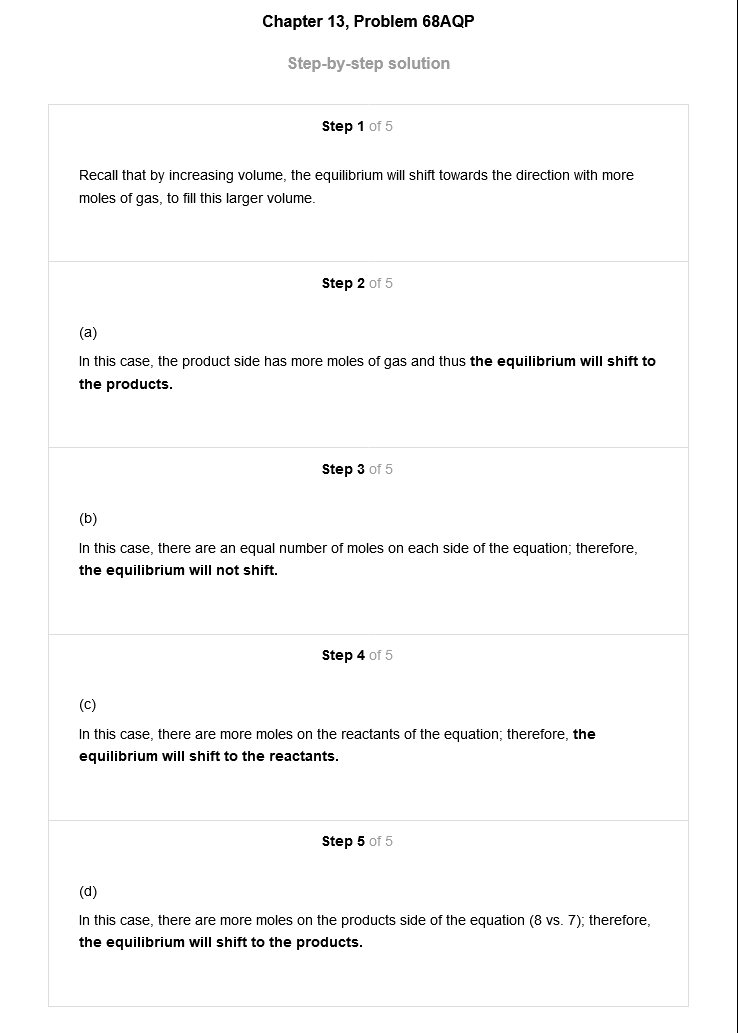 Chapter 13, Problem 68AQP
Step-by-step solution
Step 1 of 5
Recall that by increasing volume, the equilibrium will shift towards the direction with more
moles of gas, to fill this larger volume.
Step 2 of 5
(a)
In this case, the product side has more moles of gas and thus the equilibrium will shift to
the products.
Step 3 of 5
(b)
In this case, there are an equal number of moles on each side of the equation; therefore,
the equilibrium will not shift.
Step 4 of 5
(c)
In this case, there are more moles on the reactants of the equation; therefore, the
equilibrium will shift to the reactants.
Step 5 of 5
(d)
In this case, there are more moles on the products side of the equation (8 vs. 7); therefore,
the equilibrium will shift to the products.